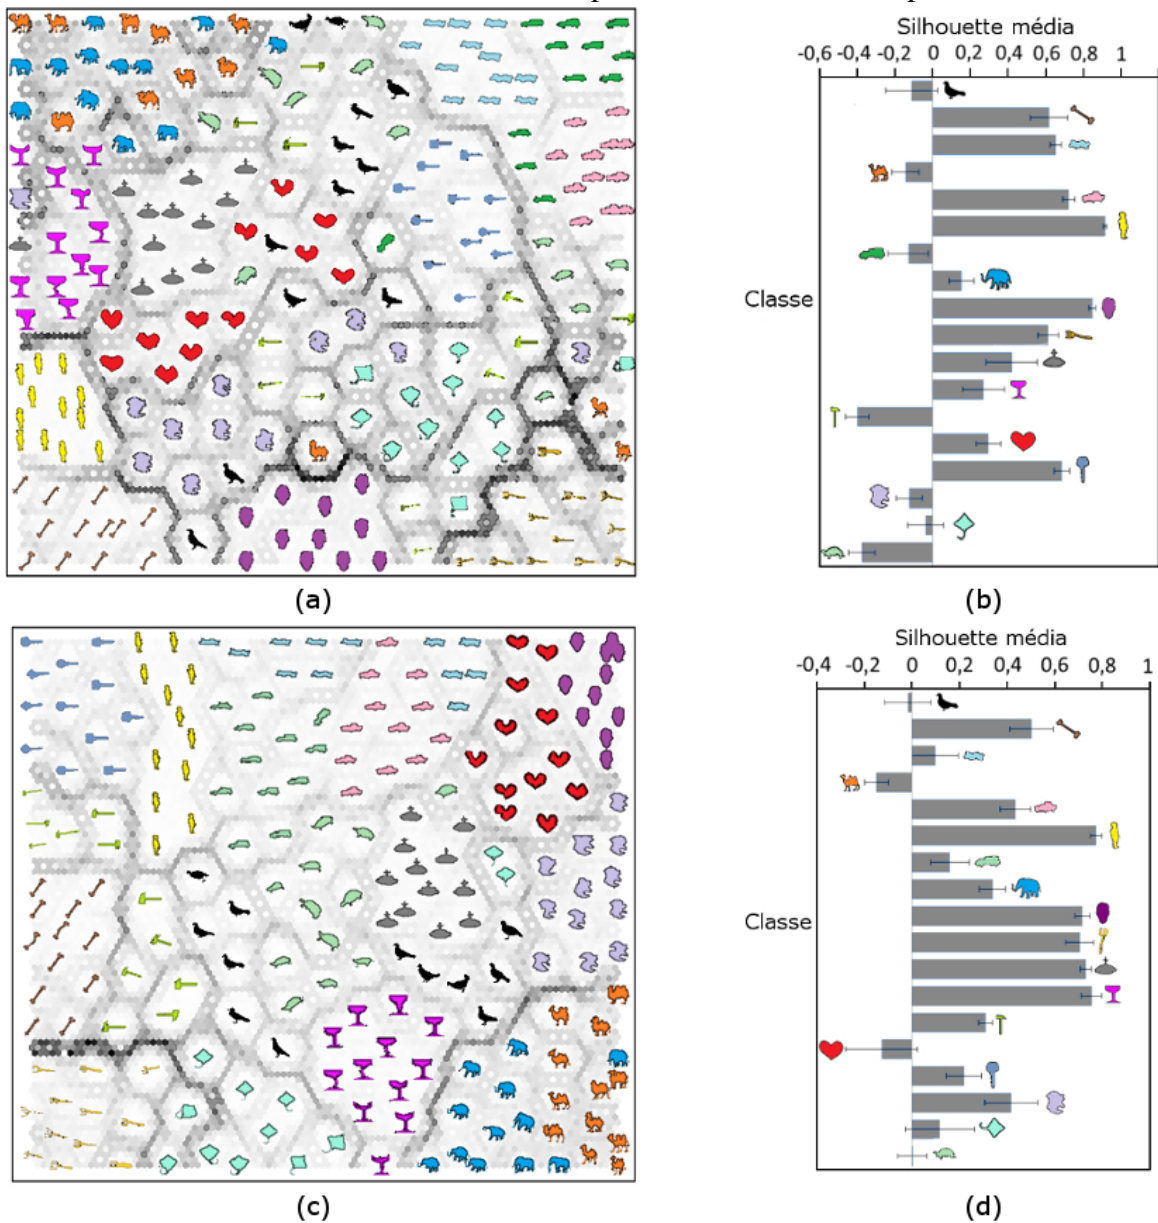 Silhouette média
-0,6 -0,4 -0,2 0 0,2 0,4 0,6 0,8 1
Classe
(a)
(b)
Silhouette média
-0,4 -0,2 0 0,2 0,4 0,6 0,8 1
Classe
(c)
(d)